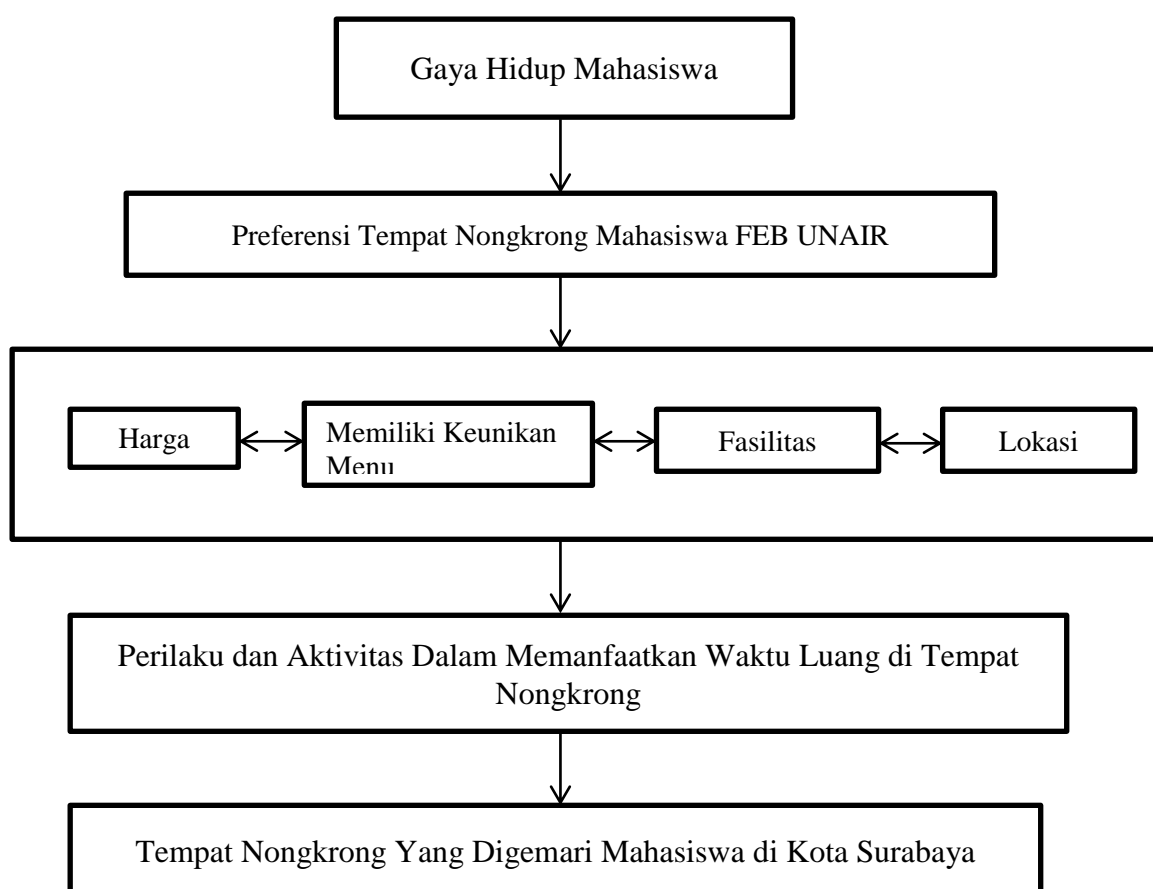 Gaya Hidup Mahasiswa
Preferensi Tempat Nongkrong Mahasiswa FEB UNAIR
Harga
Memiliki Keunikan
Menu
Fasilitas
Lokasi
Perilaku dan Aktivitas Dalam Memanfaatkan Waktu Luang di Tempat
Nongkrong
Tempat Nongkrong Yang Digemari Mahasiswa di Kota Surabaya